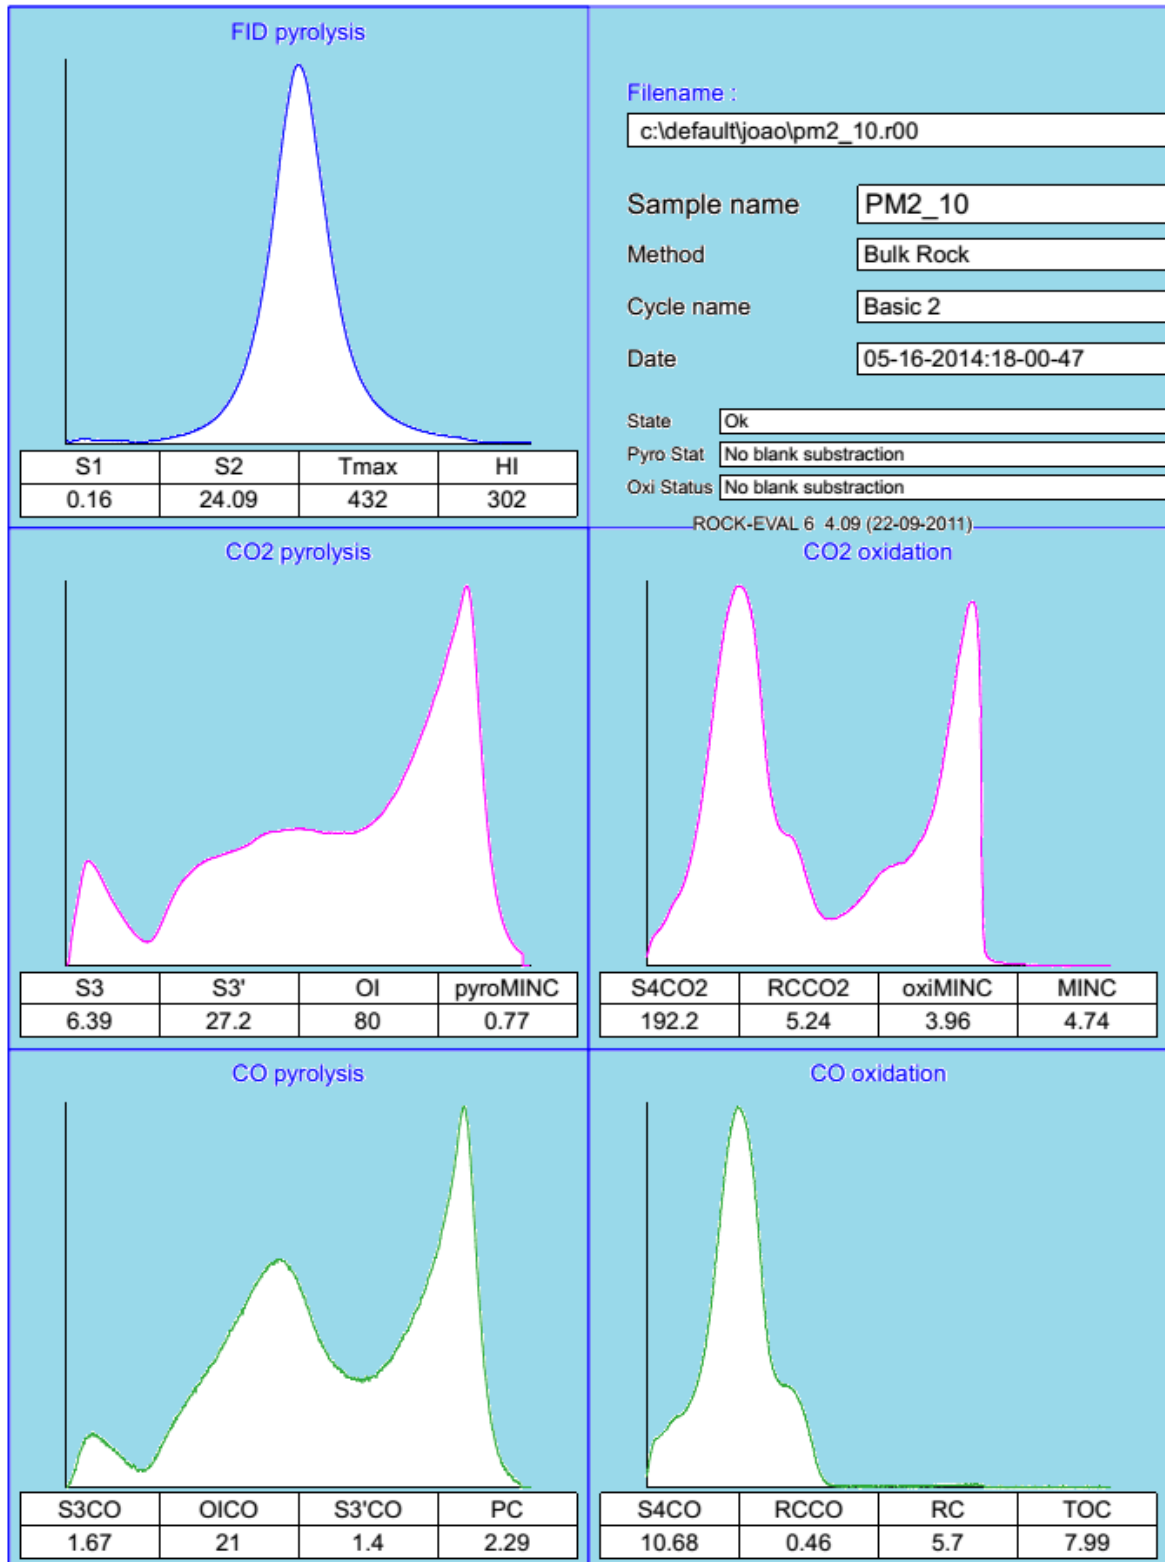 FID pyrolysis
S1 S2 Tmax HI
0.16 24.09 432 302
Filename :
c:\default\joao\pm2_10.r00
Sample name PM2_10
Method Bulk Rock
Cycle name Basic 2
Date 05-16-2014:18-00-47
State Ok
Pyro Stat No blank substraction
Oxi Status No blank substraction
ROCK-EVAL 6 4.09 (22-09-2011)
CO2 pyrolysis
S3 S3' OI pyroMINC
6.39 27.2 80 0.77
CO2 oxidation
S4CO2 RCCO2 oxiMINC MINC
192.2 5.24 3.96 4.74
CO pyrolysis
S3CO OICO S3'CO PC
1.67 21 1.4 2.29
CO oxidation
S4CO RCCO RC TOC
10.68 0.46 5.7 7.99